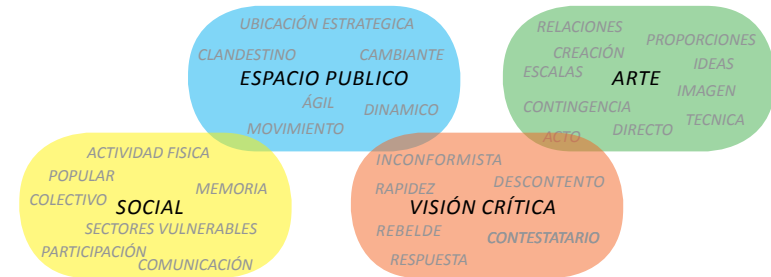 UBICACIÓN ESTRATEGICA
CLANDESTINO
CAMBIANTE
ESPACIO PUBLICO
ÁGIL
DINAMICO
MOVIMIENTO
RELACIONES
PROPORCIONES
CREACIÓN
IDEAS
ESCALAS
ARTE
IMAGEN
CONTINGENCIA
TECNICA
ACTO
DIRECTO
ACTIVIDAD FISICA
POPULAR
MEMORIA
COLECTIVO
SOCIAL
SECTORES VULNERABLES
PARTICIPACIÓN
COMUNICACIÓN
INCONFORMISTA
DESCONTENTO
RAPIDEZ
VISIÓN CRÍTICA
REBELDE
CONTESTATARIO
RESPUESTA